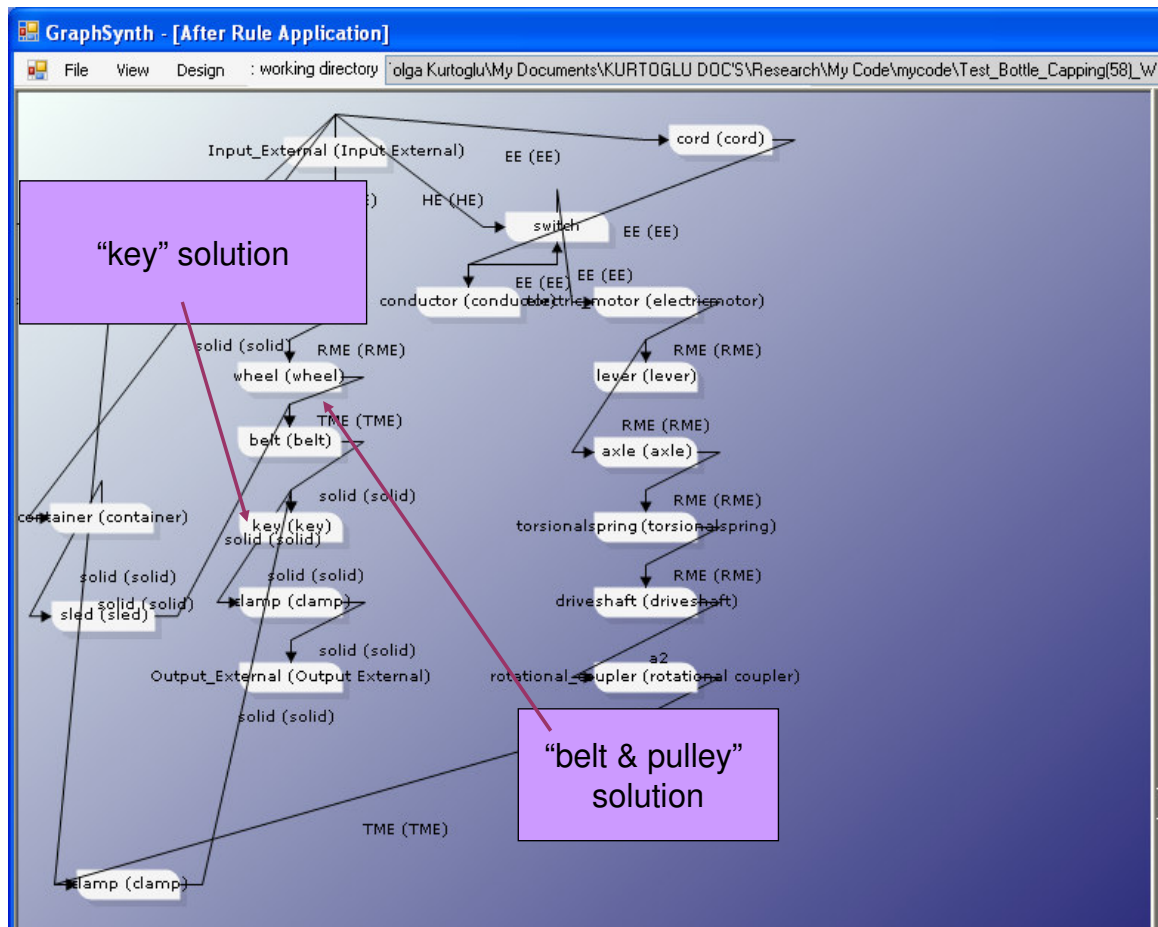 GraphSynth - [After Rule Application]
File View Design : working directory olga Kurtoglu\My Documents\KURTOGLU DOC'S\Research\My Code\mycode\Test_Bottle_Capping(58)_W
cord (cord)
Input_External (Input External)
EE (EE)
HE (HE)
switch
EE (EE)
“key” solution
EE (EE)
EE (EE)
conductor (conductor)
electricmotor (electricmotor)
solid (solid)
RME (RME)
RME (RME)
wheel (wheel)
lever (lever)
TME (TME)
RME (RME)
belt (belt)
axle (axle)
solid (solid)
RME (RME)
container (container)
key (key)
torsionalspring (torsionalspring)
solid (solid)
solid (solid)
solid (solid)
RME (RME)
solid (solid)
sled (sled)
clamp (clamp)
driveshaft (driveshaft)
solid (solid)
a2
Output_External (Output External)
rotational_coupler (rotational coupler)
solid (solid)
“belt & pulley”
solution
TME (TME)
clamp (clamp)